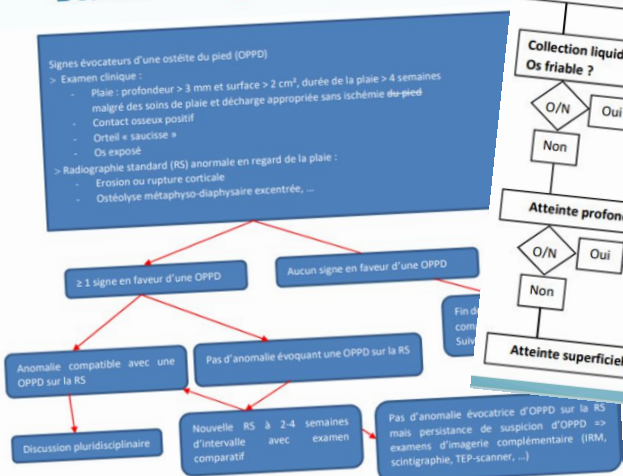 Signes évocateurs d'une ostéite du pied (OPPD)
> Examen clinique :
- Plaie : profondeur > 3 mm et surface > 2 cm², durée de la plaie > 4 semaines
malgré des soins de plaie et décharge appropriée sans ischémie du pied
- Contact osseux positif
- Orteil « saucisse »
- Os exposé
> Radiographie standard (RS) anormale en regard de la plaie :
- Erosion ou rupture corticale
- Ostéolyse métaphyso-diaphysaire excentrée, ...
≥ 1 signe en faveur d'une OPPD
Aucun signe en faveur d'une OPPD
Fin de
com
Suiv
Anomalie compatible avec une
OPPD sur la RS
Pas d'anomalie évoquant une OPPD sur la RS
Discussion pluridisciplinaire
Nouvelle RS à 2-4 semaines
d'intervalle avec examen
comparatif
Pas d'anomalie évocatrice d'OPPD sur la RS
mais persistance de suspicion d'OPPD =>
examens d'imagerie complémentaire (IRM,
scintigraphie, TEP-scanner, ...)
Collection liquid
Os friable ?
O/N
Oui
Non
Atteinte profon
O/N
Oui
Non
Atteinte superficiel